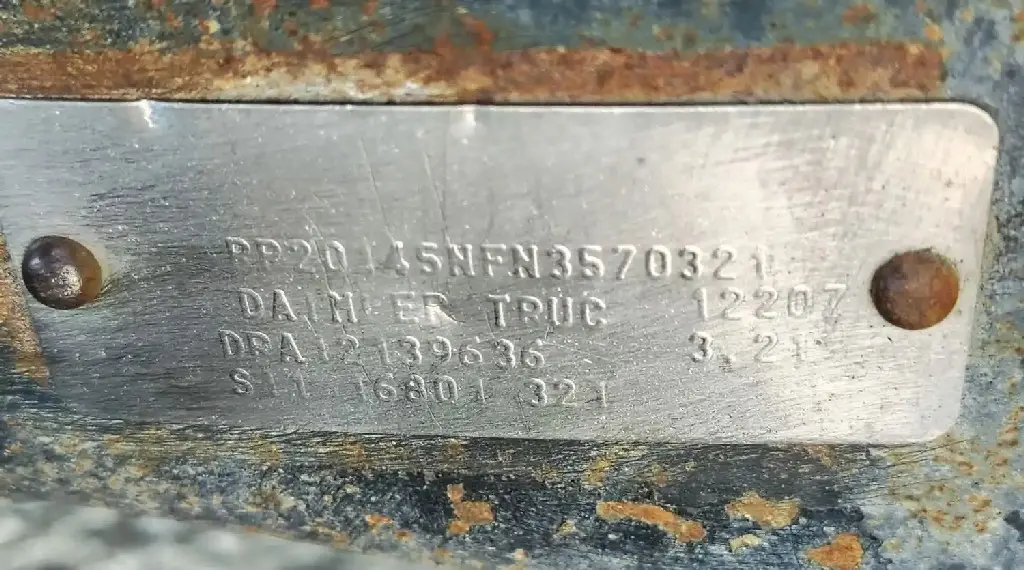 RR20145NFN3570321
DAIMLER TRUC 12207
DRA12139636 3.21
S11 16801 321